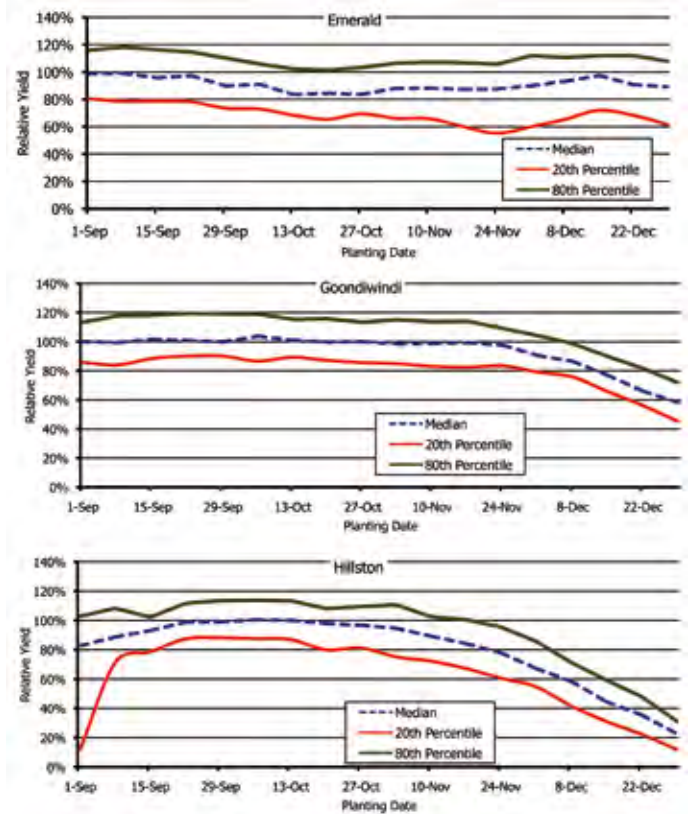 Emerald
140%
120%
100%
80%
60%
40%
20%
0%
Relative Yield
Median
20th Percentile
80th Percentile
1-Sep 15-Sep 29-Sep 13-Oct 27-Oct 10-Nov 24-Nov 8-Dec 22-Dec
Planting Date
Goondiwindi
140%
120%
100%
80%
60%
40%
20%
0%
Relative Yield
Median
20th Percentile
80th Percentile
1-Sep 15-Sep 29-Sep 13-Oct 27-Oct 10-Nov 24-Nov 8-Dec 22-Dec
Planting Date
Hillston
140%
120%
100%
80%
60%
40%
20%
0%
Relative Yield
Median
20th Percentile
80th Percentile
1-Sep 15-Sep 29-Sep 13-Oct 27-Oct 10-Nov 24-Nov 8-Dec 22-Dec
Planting Date